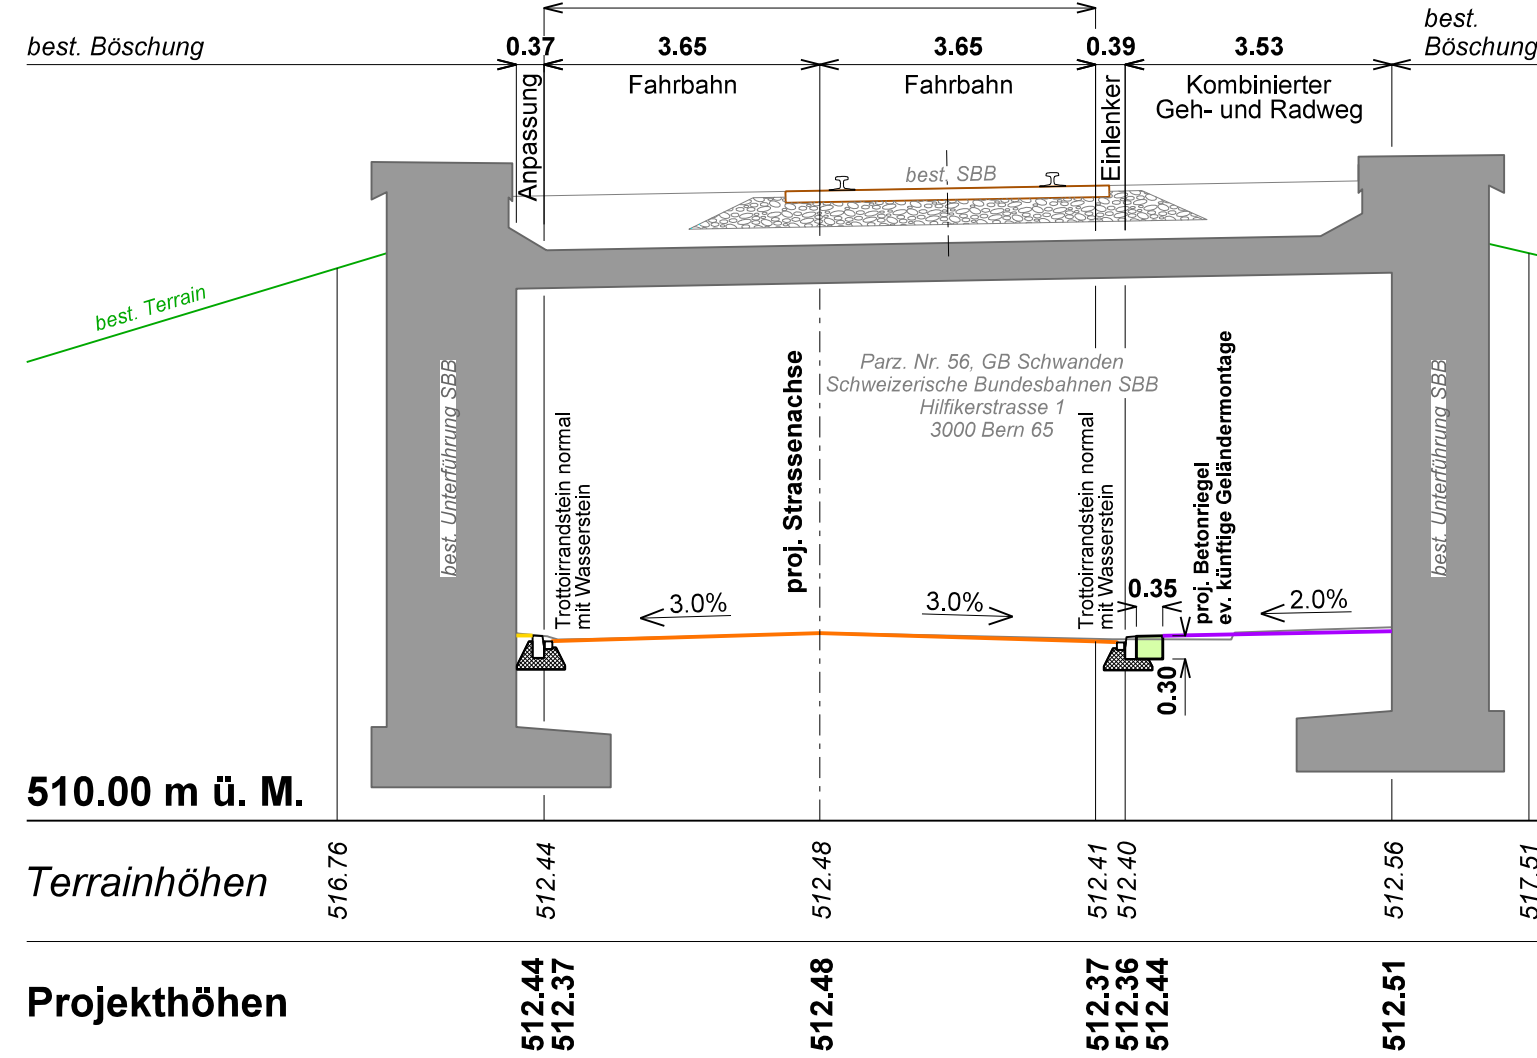 best. Böschung
0.37
3.65
3.65
0.39
3.53
best.
Böschung
Anpassung
Fahrbahn
Fahrbahn
Einlenker
Kombinierter
Geh- und Radweg
best. SBB
best. Terrain
best. Unterführung SBB
Trottoirrandstein normal
mit Wasserstein
proj. Strassenachse
Parz. Nr. 56, GB Schwanden
Schweizerische Bundesbahnen SBB
Hilfikerstrasse 1
3000 Bern 65
Trottoirrandstein normal
mit Wasserstein
proj. Betonriegel
ev. künftige Geländermontage
best. Unterführung SBB
3.0%
3.0%
0.35
2.0%
0.30
510.00 m ü. M.
Terrainhöhen
516.76
512.44
512.48
512.41
512.40
512.56
517.51
Projekthöhen
512.44
512.37
512.48
512.37
512.36
512.44
512.51